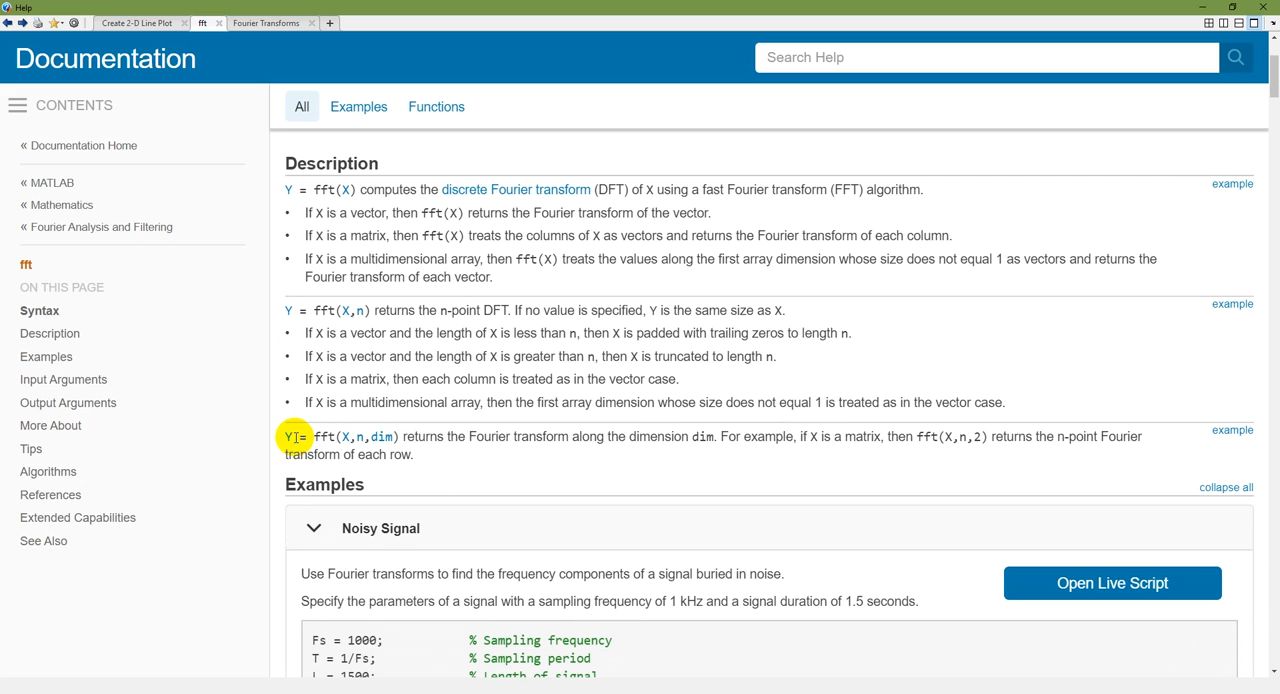 Help
Create 2-D Line Plot
fft
Fourier Transforms
Documentation
Search Help
CONTENTS
« Documentation Home
« MATLAB
« Mathematics
« Fourier Analysis and Filtering
fft
ON THIS PAGE
Syntax
Description
Examples
Input Arguments
Output Arguments
More About
Tips
Algorithms
References
Extended Capabilities
See Also
All Examples Functions
Description
Y = fft(X) computes the discrete Fourier transform (DFT) of X using a fast Fourier transform (FFT) algorithm. example
• If X is a vector, then fft(X) returns the Fourier transform of the vector.
• If X is a matrix, then fft(X) treats the columns of X as vectors and returns the Fourier transform of each column.
• If X is a multidimensional array, then fft(X) treats the values along the first array dimension whose size does not equal 1 as vectors and returns the
Fourier transform of each vector.
Y = fft(X,n) returns the n-point DFT. If no value is specified, Y is the same size as X. example
• If X is a vector and the length of X is less than n, then X is padded with trailing zeros to length n.
• If X is a vector and the length of X is greater than n, then X is truncated to length n.
• If X is a matrix, then each column is treated as in the vector case.
• If X is a multidimensional array, then the first array dimension whose size does not equal 1 is treated as in the vector case.
Y = fft(X,n,dim) returns the Fourier transform along the dimension dim. For example, if X is a matrix, then fft(X,n,2) returns the n-point Fourier example
transform of each row.
Examples collapse all
Noisy Signal
Use Fourier transforms to find the frequency components of a signal buried in noise.
Open Live Script
Specify the parameters of a signal with a sampling frequency of 1 kHz and a signal duration of 1.5 seconds.
Fs = 1000; % Sampling frequency
T = 1/Fs; % Sampling period
L = 1500; % Length of signal